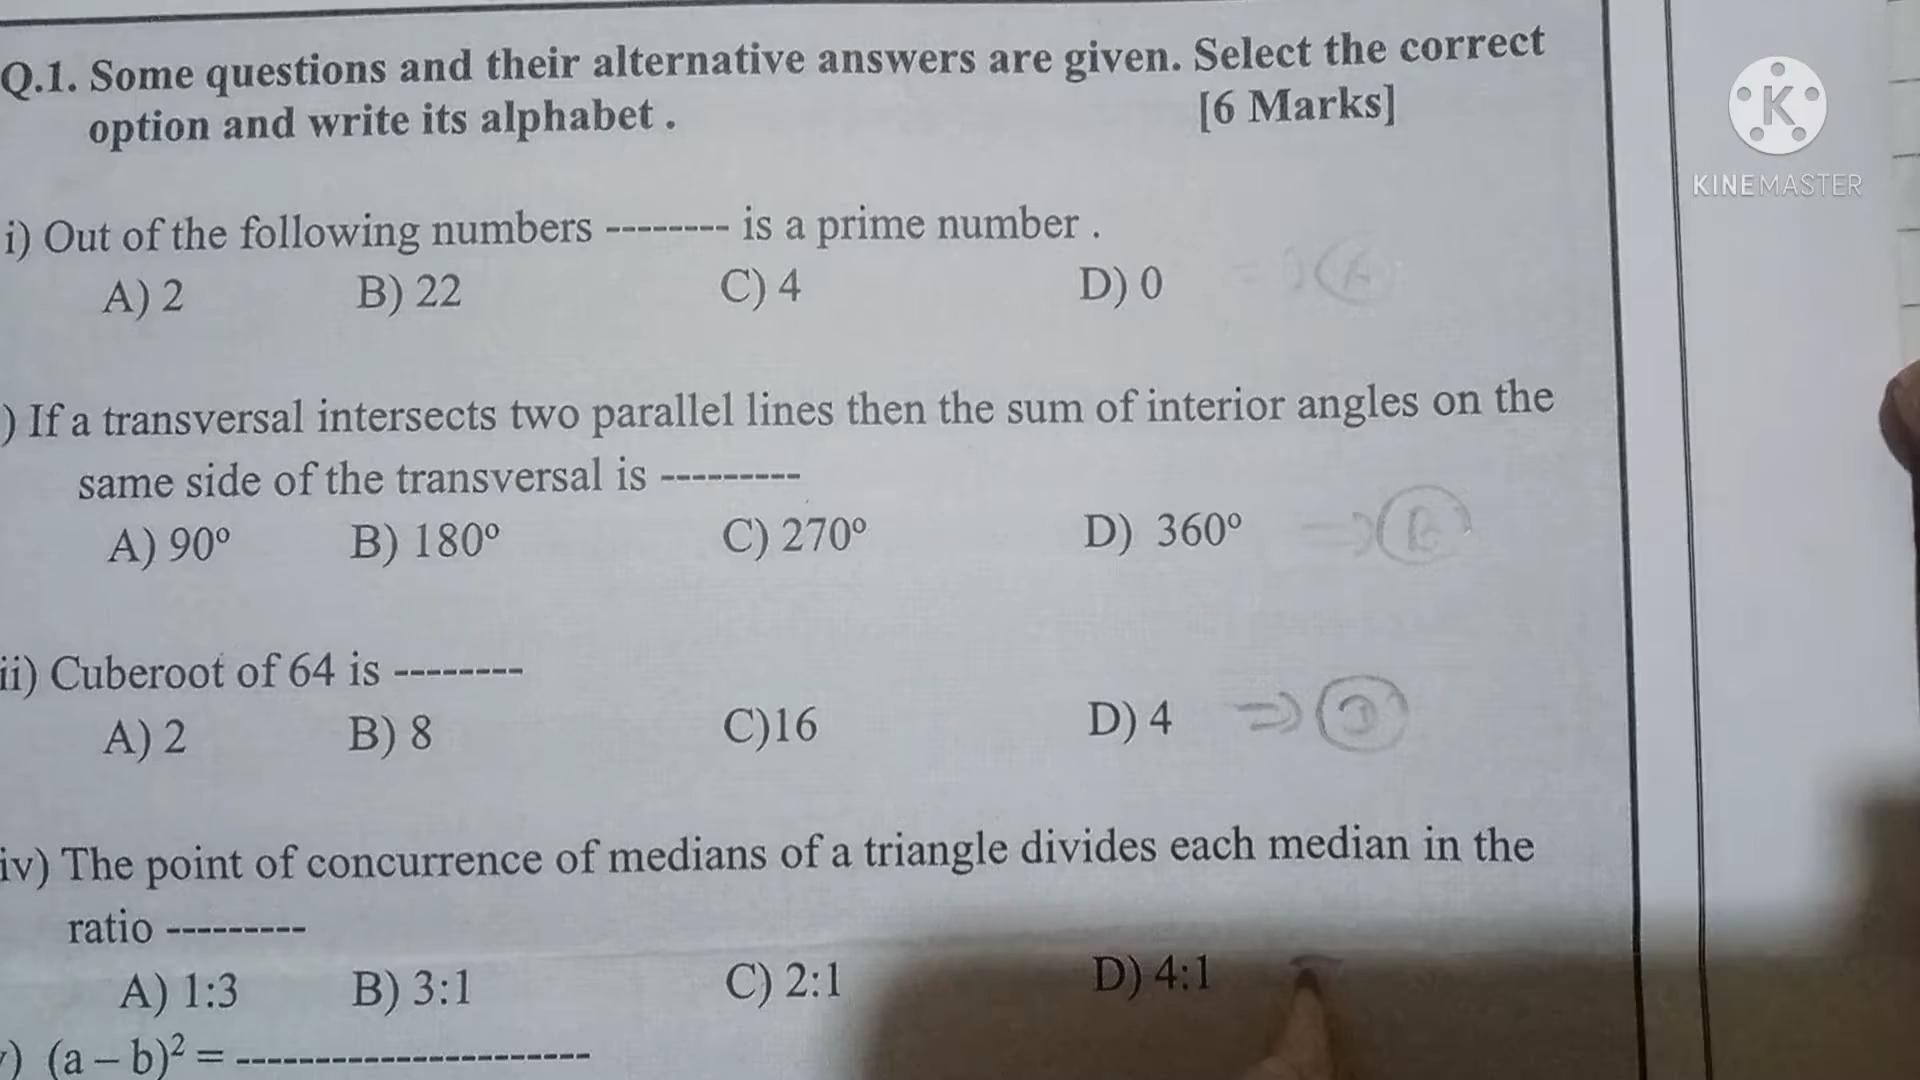 Q.1. Some questions and their alternative answers are given. Select the correct
option and write its alphabet . [6 Marks]
KINEMASTER
i) Out of the following numbers -------- is a prime number .
A) 2 B) 22 C) 4 D) 0 ⇒ (A)
) If a transversal intersects two parallel lines then the sum of interior angles on the
same side of the transversal is ---------
A) 90º B) 180º C) 270º D) 360º ⇒ (B)
ii) Cuberoot of 64 is --------
A) 2 B) 8 C)16 D) 4 ⇒ (D)
iv) The point of concurrence of medians of a triangle divides each median in the
ratio ---------
A) 1:3 B) 3:1 C) 2:1 D) 4:1
) (a – b)² = -----------------------